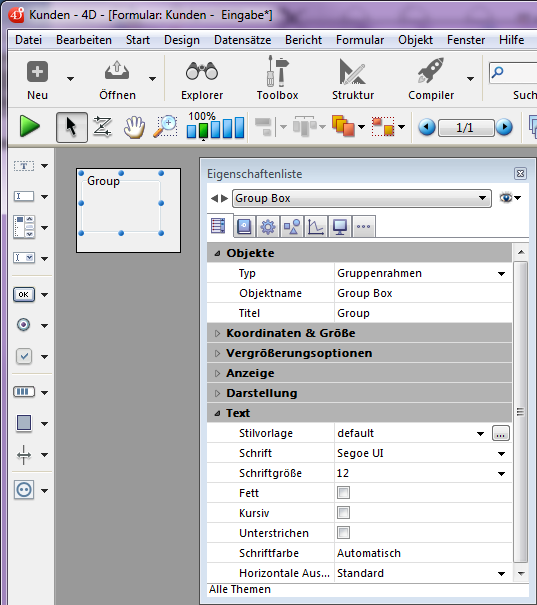 Kunden - 4D - [Formular: Kunden - Eingabe*]
Datei Bearbeiten Start Design Datensätze Bericht Formular Objekt Fenster Hilfe
Neu Öffnen Explorer Toolbox Struktur Compiler Such
100%
1/1
Group
Eigenschaftenliste
Group Box
Objekte
Typ Gruppenrahmen
Objektname Group Box
Titel Group
Koordinaten & Größe
Vergrößerungsoptionen
Anzeige
Darstellung
Text
Stilvorlage default ...
Schrift Segoe UI
Schriftgröße 12
Fett
Kursiv
Unterstrichen
Schriftfarbe Automatisch
Horizontale Aus... Standard
Alle Themen
OK